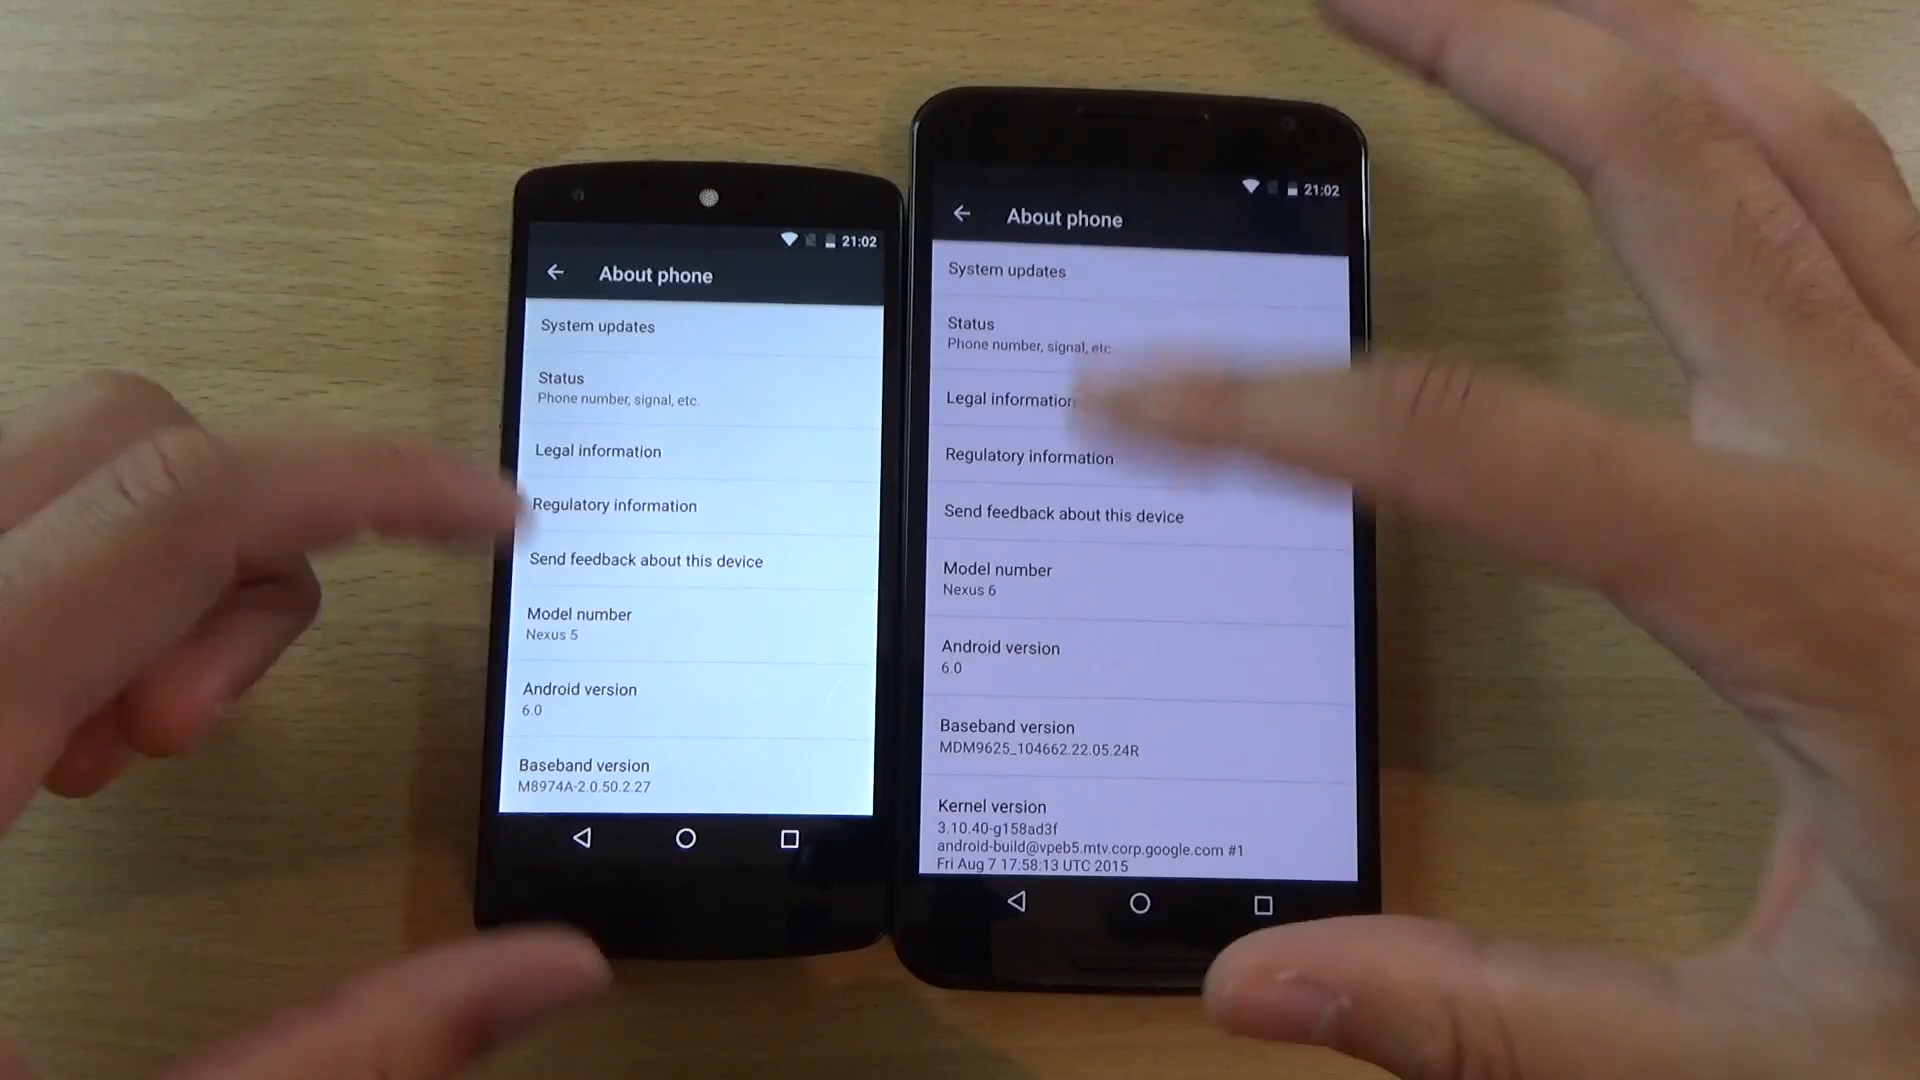 21:02
About phone
System updates
Status
Phone number, signal, etc.
Legal information
Regulatory information
Send feedback about this device
Model number
Nexus 5
Android version
6.0
Baseband version
M8974A-2.0.50.2.27
21:02
About phone
System updates
Status
Phone number, signal, etc
Legal information
Regulatory information
Send feedback about this device
Model number
Nexus 6
Android version
6.0
Baseband version
MDM9625_104662.22.05.24R
Kernel version
3.10.40-g158ad3f
android-build@vpeb5.mtv.corp.google.com #1
Fri Aug 7 17:58:13 UTC 2015